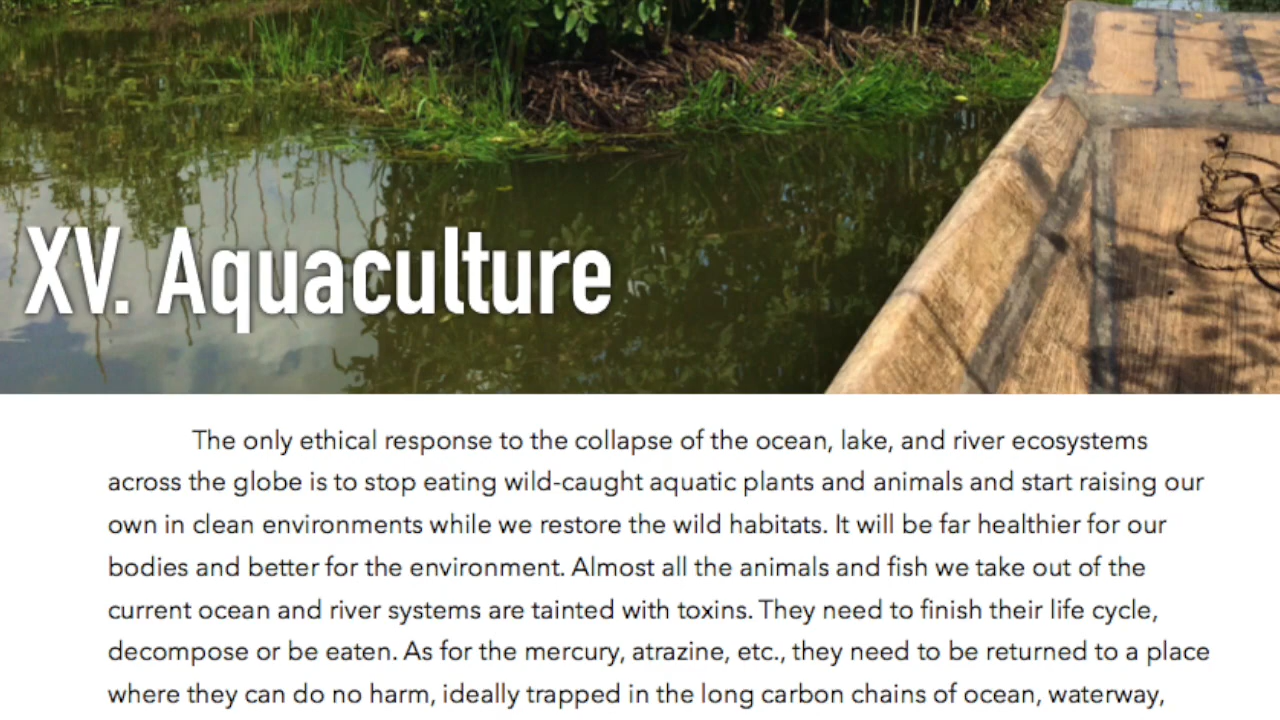 XV. Aquaculture
The only ethical response to the collapse of the ocean, lake, and river ecosystems
across the globe is to stop eating wild-caught aquatic plants and animals and start raising our
own in clean environments while we restore the wild habitats. It will be far healthier for our
bodies and better for the environment. Almost all the animals and fish we take out of the
current ocean and river systems are tainted with toxins. They need to finish their life cycle,
decompose or be eaten. As for the mercury, atrazine, etc., they need to be returned to a place
where they can do no harm, ideally trapped in the long carbon chains of ocean, waterway,